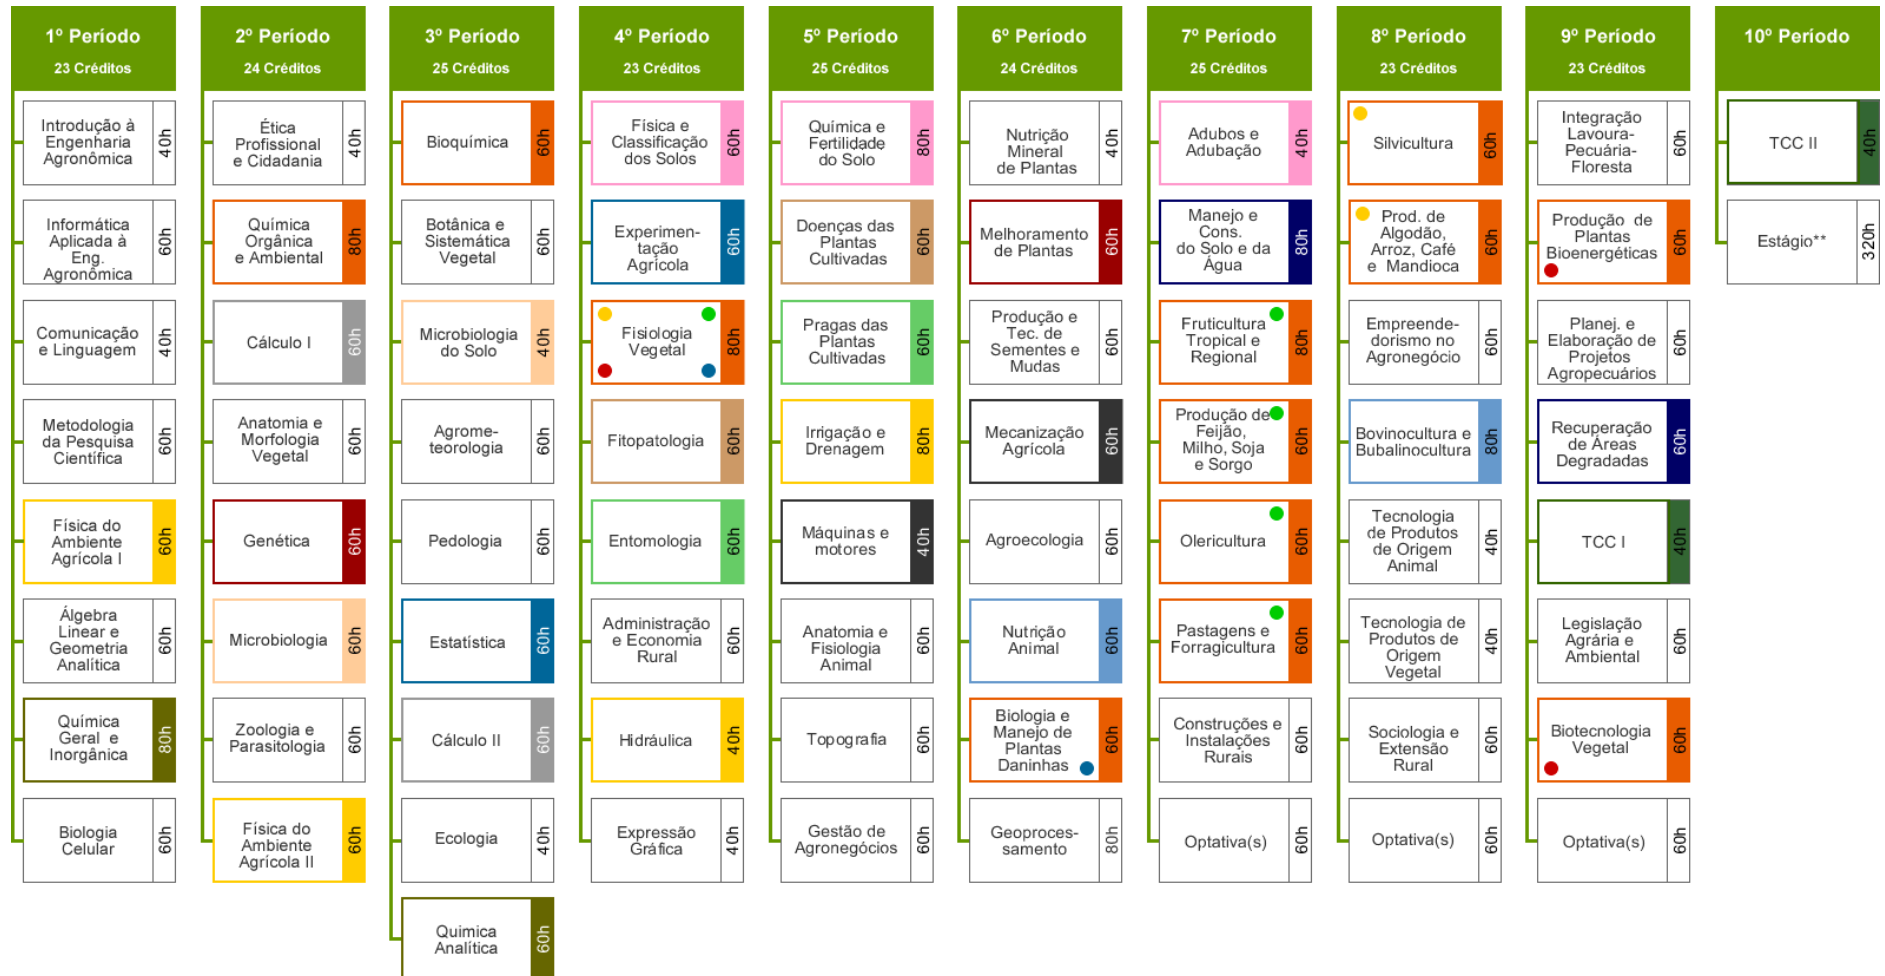 1º Período
23 Créditos
Introdução à
Engenharia
Agronômica
40h
Informática
Aplicada à
Eng.
Agronômica
60h
Comunicação
e Linguagem
40h
Metodologia
da Pesquisa
Científica
60h
Física do
Ambiente
Agrícola I
60h
Álgebra
Linear e
Geometria
Analítica
60h
Química
Geral e
Inorgânica
80h
Biologia
Celular
60h
2º Período
24 Créditos
Ética
Profissional
e Cidadania
40h
Química
Orgânica
e Ambiental
80h
Cálculo I
60h
Anatomia e
Morfologia
Vegetal
60h
Genética
60h
Microbiologia
60h
Zoologia e
Parasitologia
60h
Física do
Ambiente
Agrícola II
60h
3º Período
25 Créditos
Bioquímica
60h
Botânica e
Sistemática
Vegetal
60h
Microbiologia
do Solo
40h
Agrome-
teorologia
60h
Pedologia
60h
Estatística
60h
Cálculo II
60h
Ecologia
40h
Quimica
Analítica
60h
4º Período
23 Créditos
Física e
Classificação
dos Solos
60h
Experimen-
tação
Agrícola
60h
Fisiologia
Vegetal
80h
Fitopatologia
60h
Entomologia
60h
Administração
e Economia
Rural
60h
Hidráulica
40h
Expressão
Gráfica
40h
5º Período
25 Créditos
Química e
Fertilidade
do Solo
80h
Doenças das
Plantas
Cultivadas
60h
Pragas das
Plantas
Cultivadas
60h
Irrigação e
Drenagem
80h
Máquinas e
motores
40h
Anatomia e
Fisiologia
Animal
60h
Topografia
60h
Gestão de
Agronegócios
60h
6º Período
24 Créditos
Nutrição
Mineral
de Plantas
40h
Melhoramento
de Plantas
60h
Produção e
Tec. de
Sementes e
Mudas
60h
Mecanização
Agrícola
60h
Agroecologia
60h
Nutrição
Animal
60h
Biologia e
Manejo de
Plantas
Daninhas
60h
Geoproces-
samento
80h
7º Período
25 Créditos
Adubos e
Adubação
40h
Manejo e
Cons.
do Solo e da
Água
80h
Fruticultura
Tropical e
Regional
80h
Produção de
Feijão,
Milho, Soja
e Sorgo
60h
Olericultura
60h
Pastagens e
Forragicultura
60h
Construções e
Instalações
Rurais
60h
Optativa(s)
60h
8º Período
23 Créditos
Silvicultura
60h
Prod. de
Algodão,
Arroz, Café
e Mandioca
60h
Empreende-
dorismo no
Agronegócio
60h
Bovinocultura e
Bubalinocultura
80h
Tecnologia
de Produtos
de Origem
Animal
40h
Tecnologia de
Produtos de
Origem
Vegetal
40h
Sociologia e
Extensão
Rural
60h
Optativa(s)
60h
9º Período
23 Créditos
Integração
Lavoura-
Pecuária-
Floresta
60h
Produção de
Plantas
Bioenergéticas
60h
Planej. e
Elaboração de
Projetos
Agropecuários
60h
Recuperação
de Áreas
Degradadas
60h
TCC I
40h
Legislação
Agrária e
Ambiental
60h
Biotecnologia
Vegetal
60h
Optativa(s)
60h
10º Período
TCC II
40h
Estágio**
320h